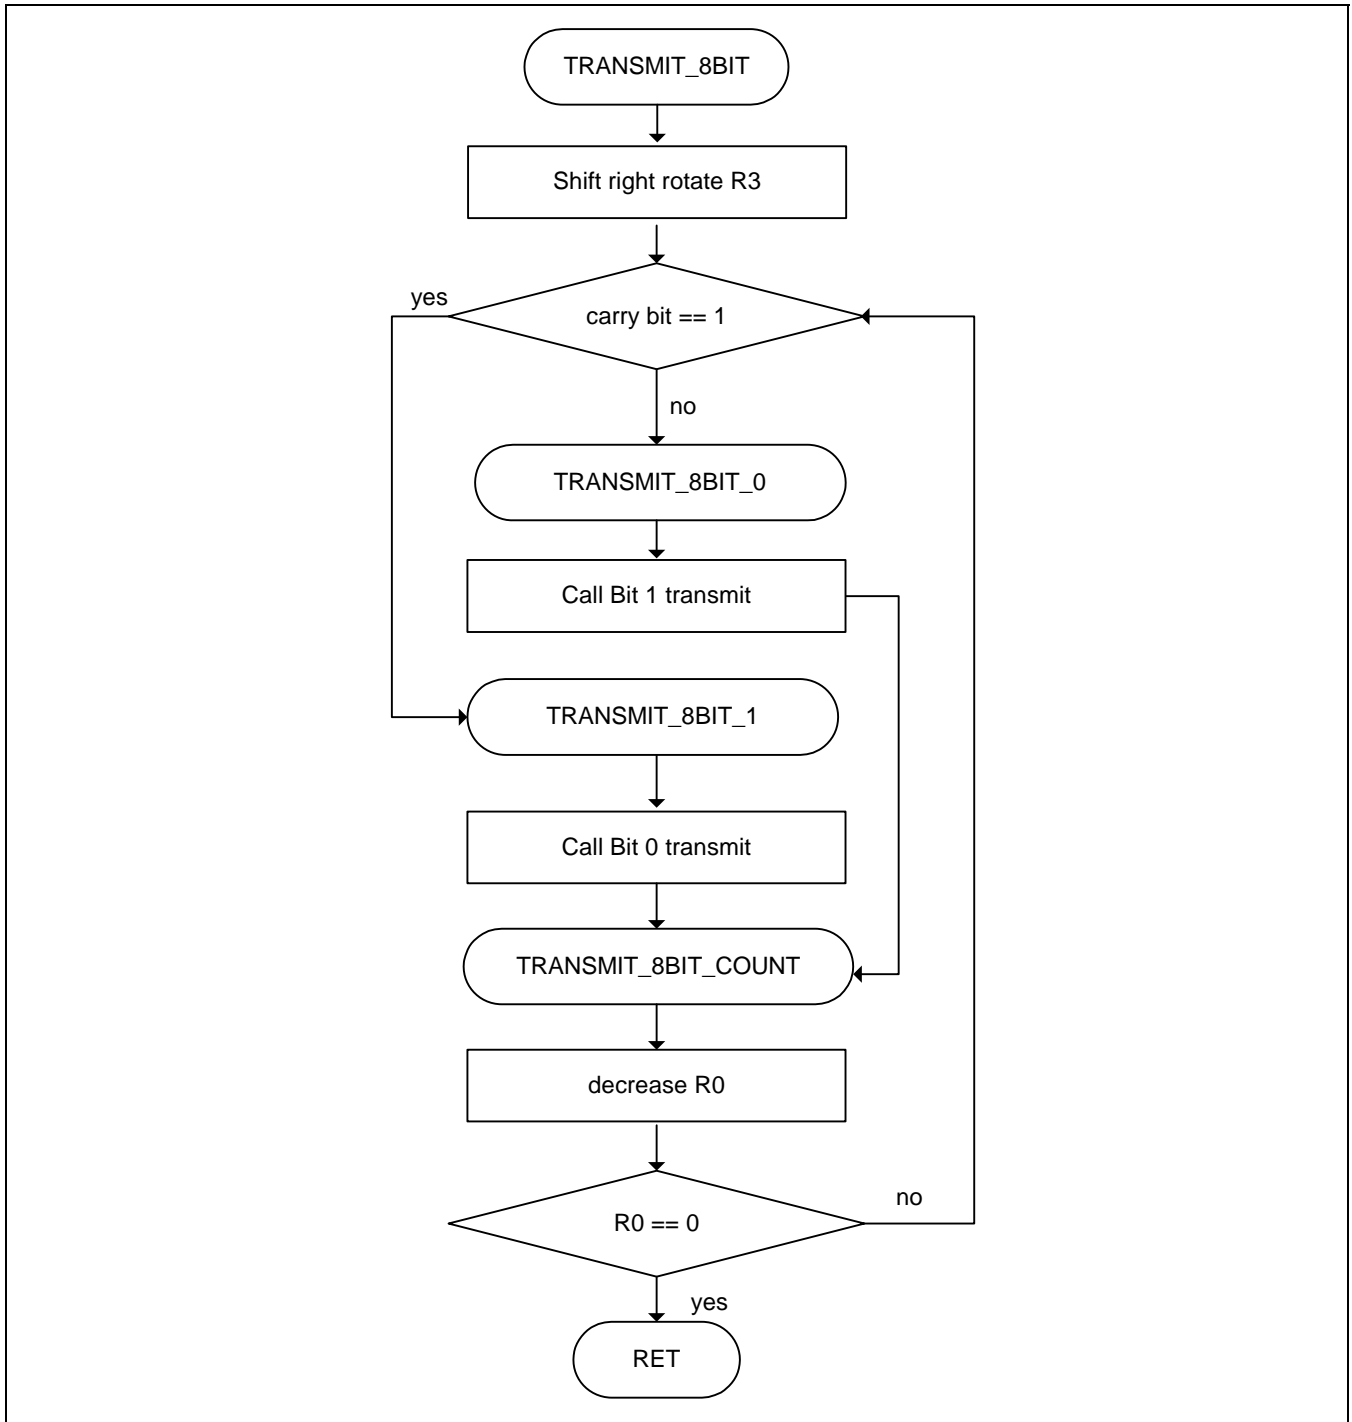 TRANSMIT_8BIT
Shift right rotate R3
yes
carry bit == 1
no
TRANSMIT_8BIT_0
Call Bit 1 transmit
TRANSMIT_8BIT_1
Call Bit 0 transmit
TRANSMIT_8BIT_COUNT
decrease R0
no
R0 == 0
yes
RET